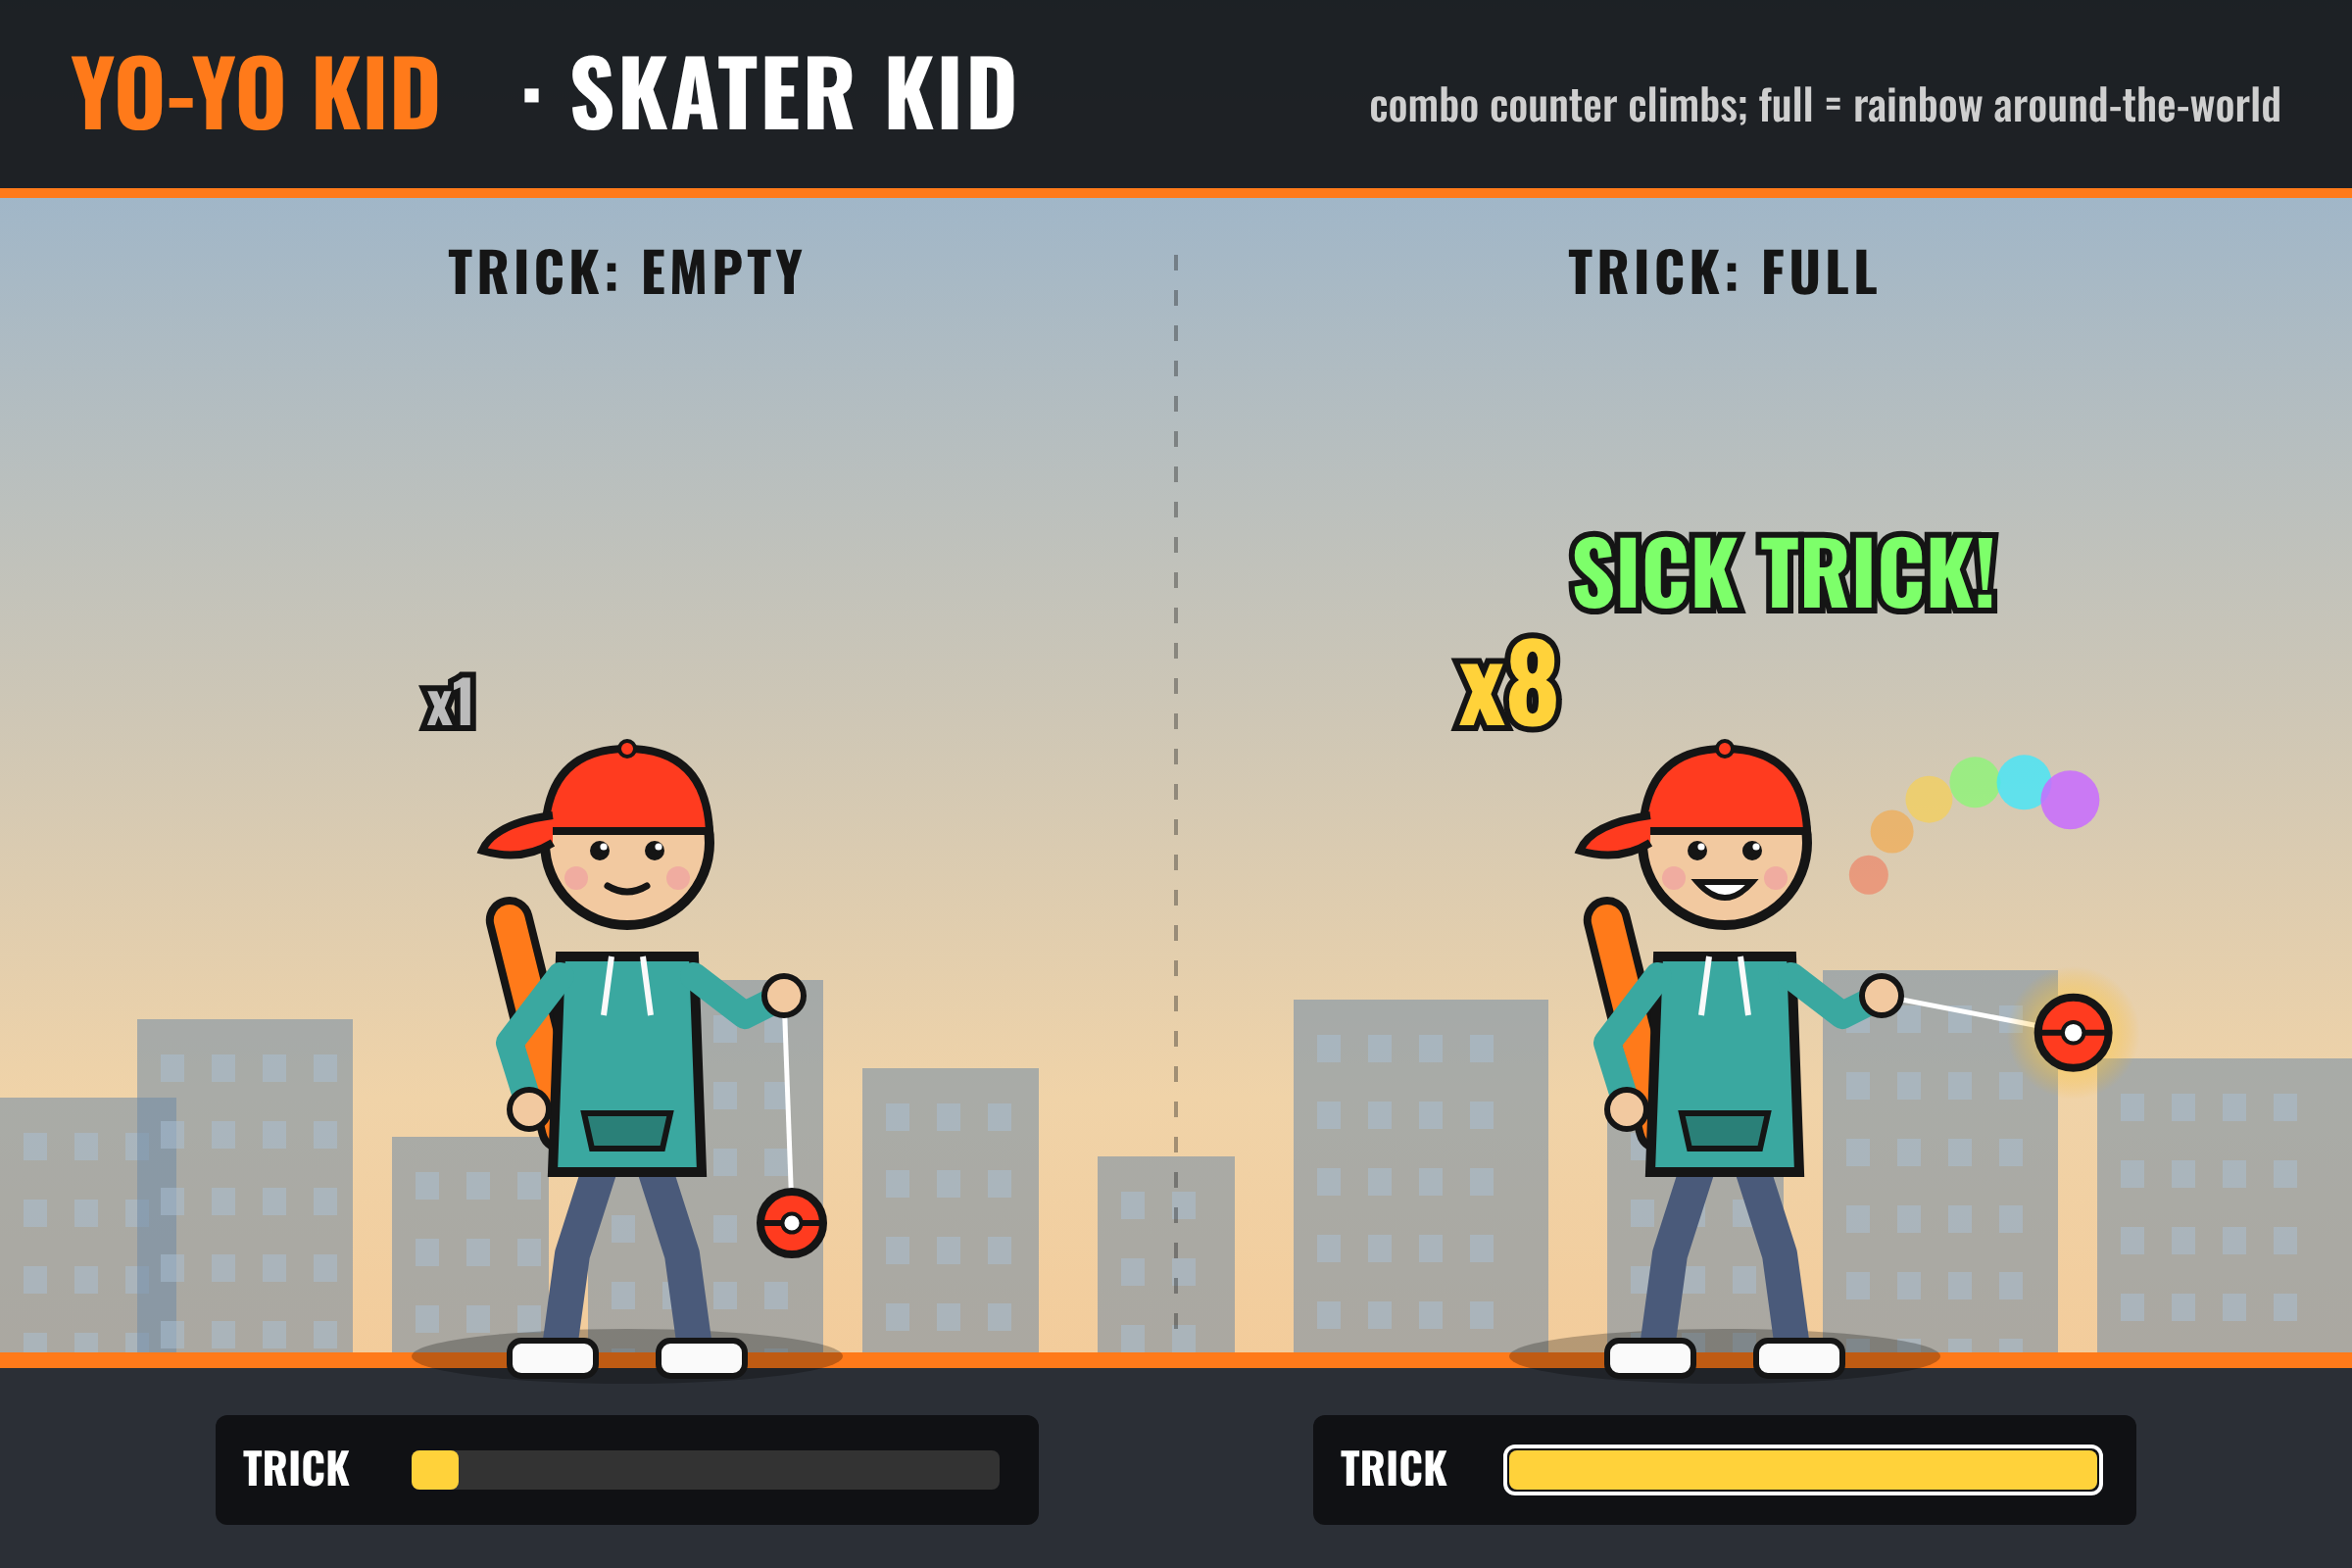 YO-YO KID · SKATER KID
combo counter climbs; full = rainbow around-the-world
TRICK: EMPTY
TRICK: FULL
SICK TRICK!
x1
x8
TRICK
TRICK